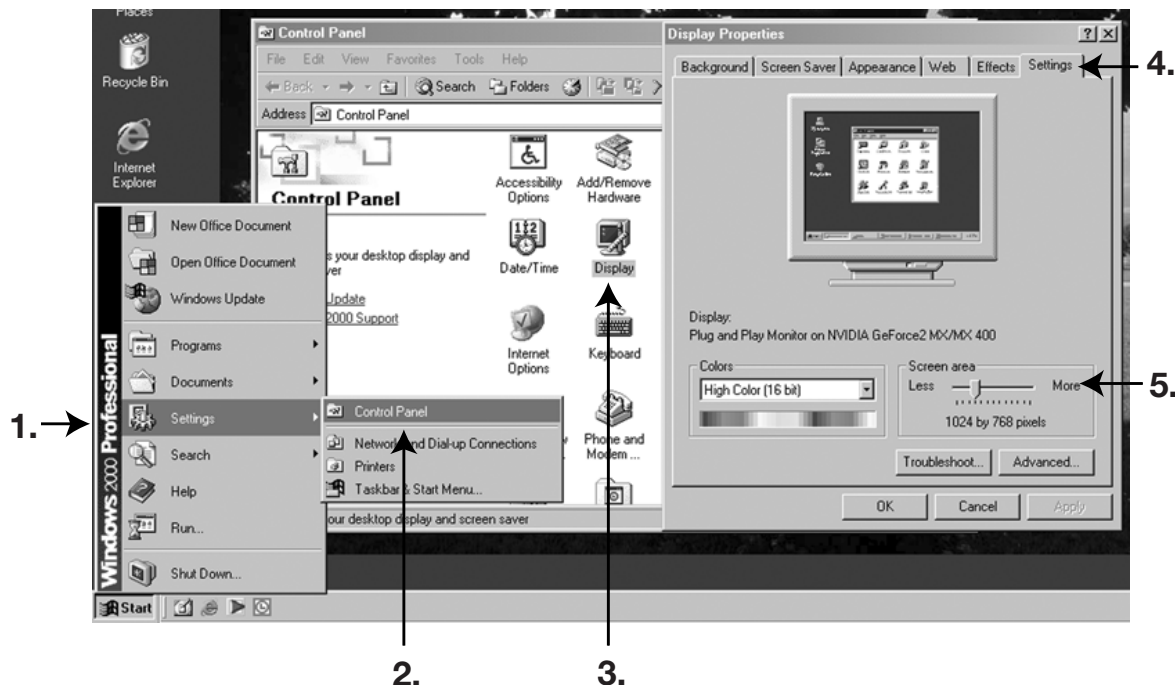 Places
Recycle Bin
Internet
Explorer
Control Panel
File Edit View Favorites Tools Help
Back Search Folders
Address Control Panel
Control Panel
s your desktop display and
ver
Update
2000 Support
Accessibility
Options
Add/Remove
Hardware
Date/Time
Display
Internet
Options
Keyboard
Phone and
Modem ...
our desktop display and screen saver
Windows 2000 Professional
New Office Document
Open Office Document
Windows Update
Programs
Documents
Settings
Search
Help
Run...
Shut Down...
Start
Control Panel
Network and Dial-up Connections
Printers
Taskbar & Start Menu...
Display Properties
Background Screen Saver Appearance Web Effects Settings
Display:
Plug and Play Monitor on NVIDIA GeForce2 MX/MX 400
Colors
High Color (16 bit)
Screen area
Less More
1024 by 768 pixels
Troubleshoot... Advanced...
OK Cancel Apply
1.
2.
3.
4.
5.